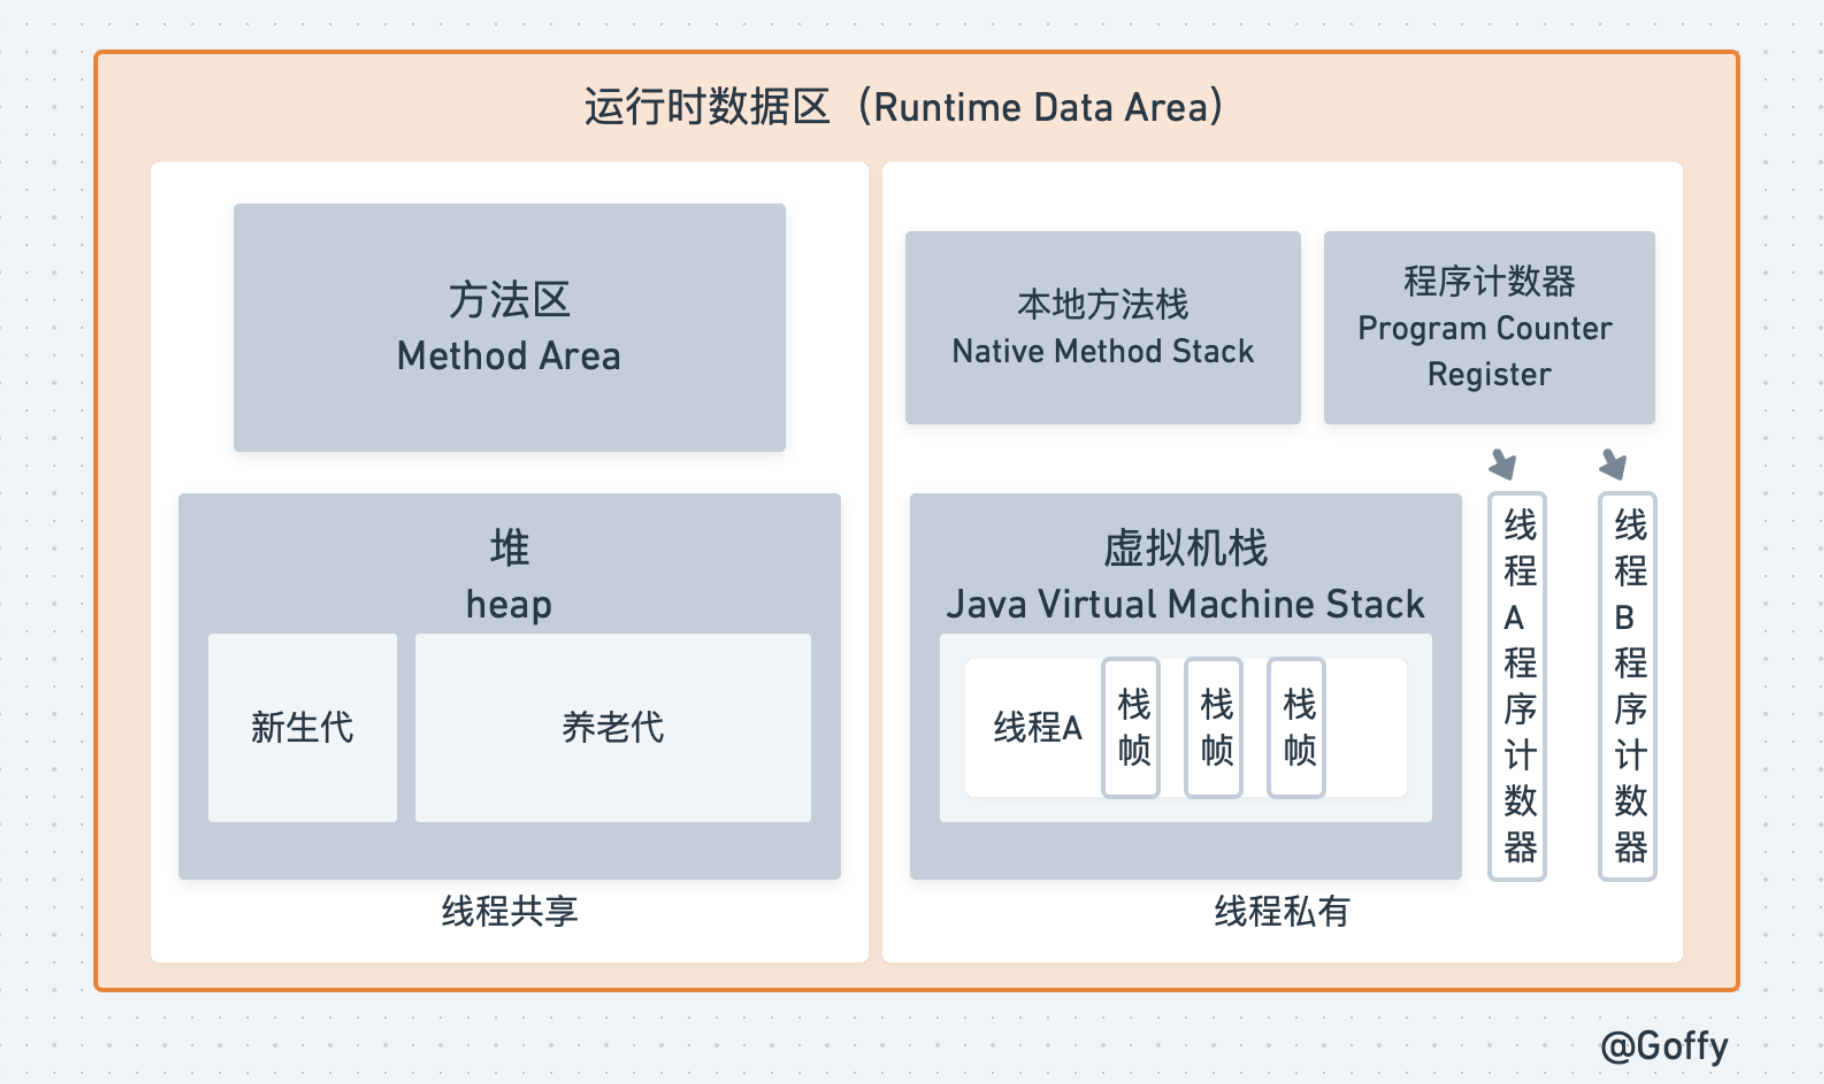 运行时数据区（Runtime Data Area）
方法区
Method Area
堆
heap
新生代
养老代
线程共享
本地方法栈
Native Method Stack
程序计数器
Program Counter
Register
虚拟机栈
Java Virtual Machine Stack
线程A
栈帧
栈帧
栈帧
线程A程序计数器
线程B程序计数器
线程私有
@Goffy